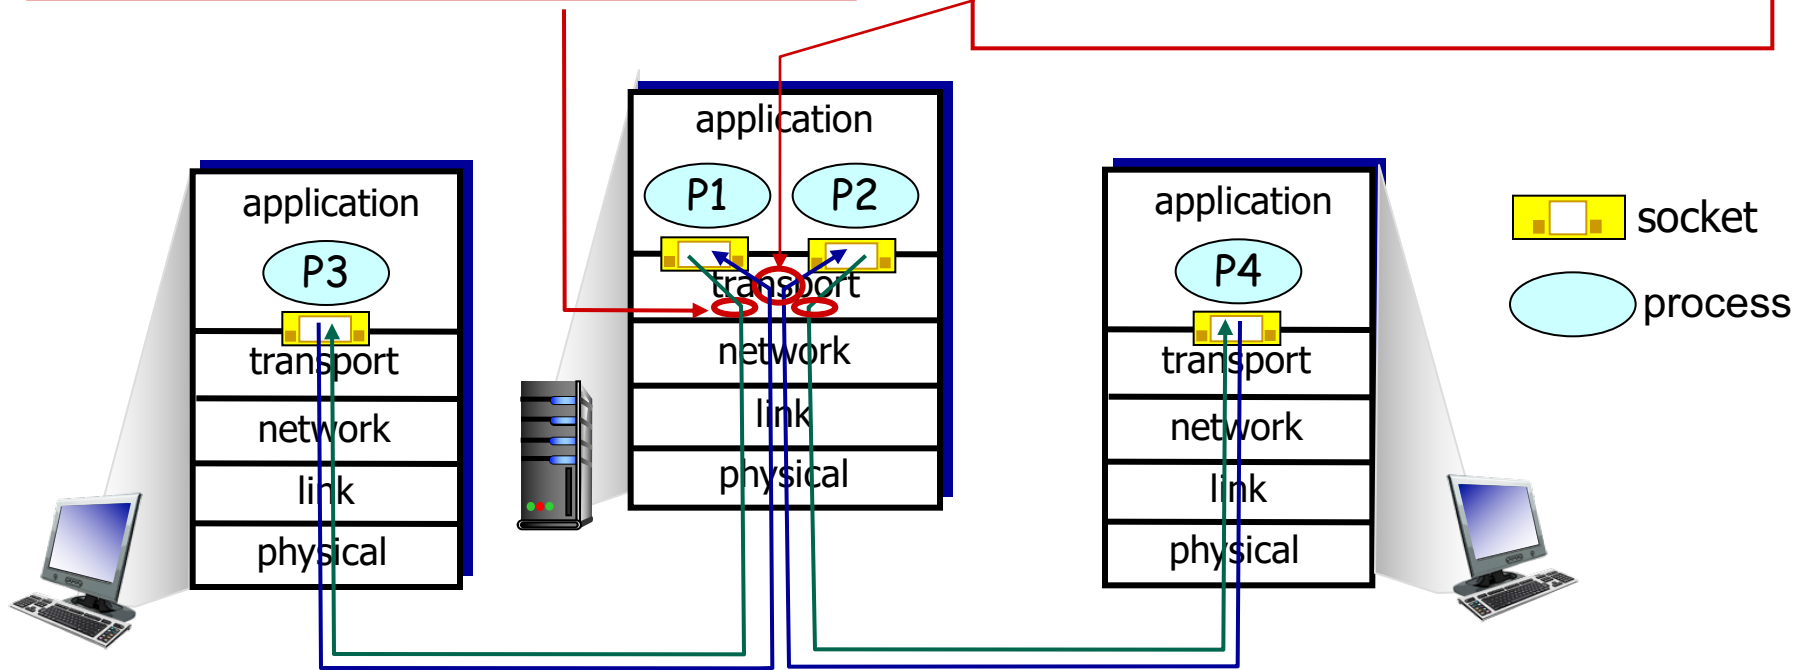 application
P3
transport
network
link
physical
application
P1
P2
transport
network
link
physical
application
P4
transport
network
link
physical
socket
process